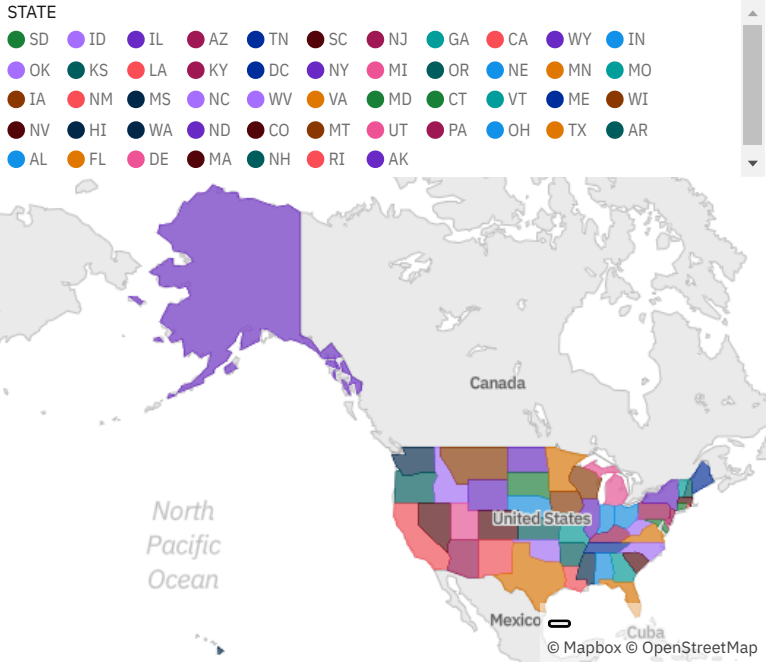 STATE
SD ID IL AZ TN SC NJ GA CA WY IN
OK KS LA KY DC NY MI OR NE MN MO
IA NM MS NC WV VA MD CT VT ME WI
NV HI WA ND CO MT UT PA OH TX AR
AL FL DE MA NH RI AK
Canada
North
Pacific
Ocean
United States
Mexico
Cuba
© Mapbox © OpenStreetMap